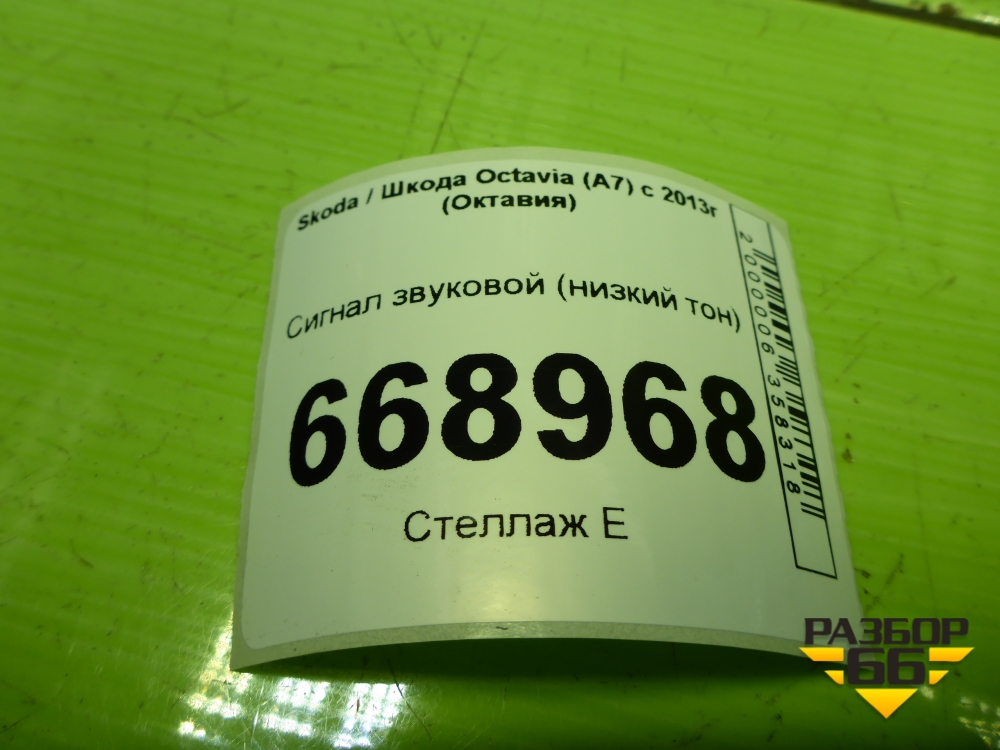 Skoda / Шкода Octavia (A7) с 2013г
(Октавия)
Сигнал звуковой (низкий тон)
668968
Стеллаж Е
2000006358318
РАЗБОР
66